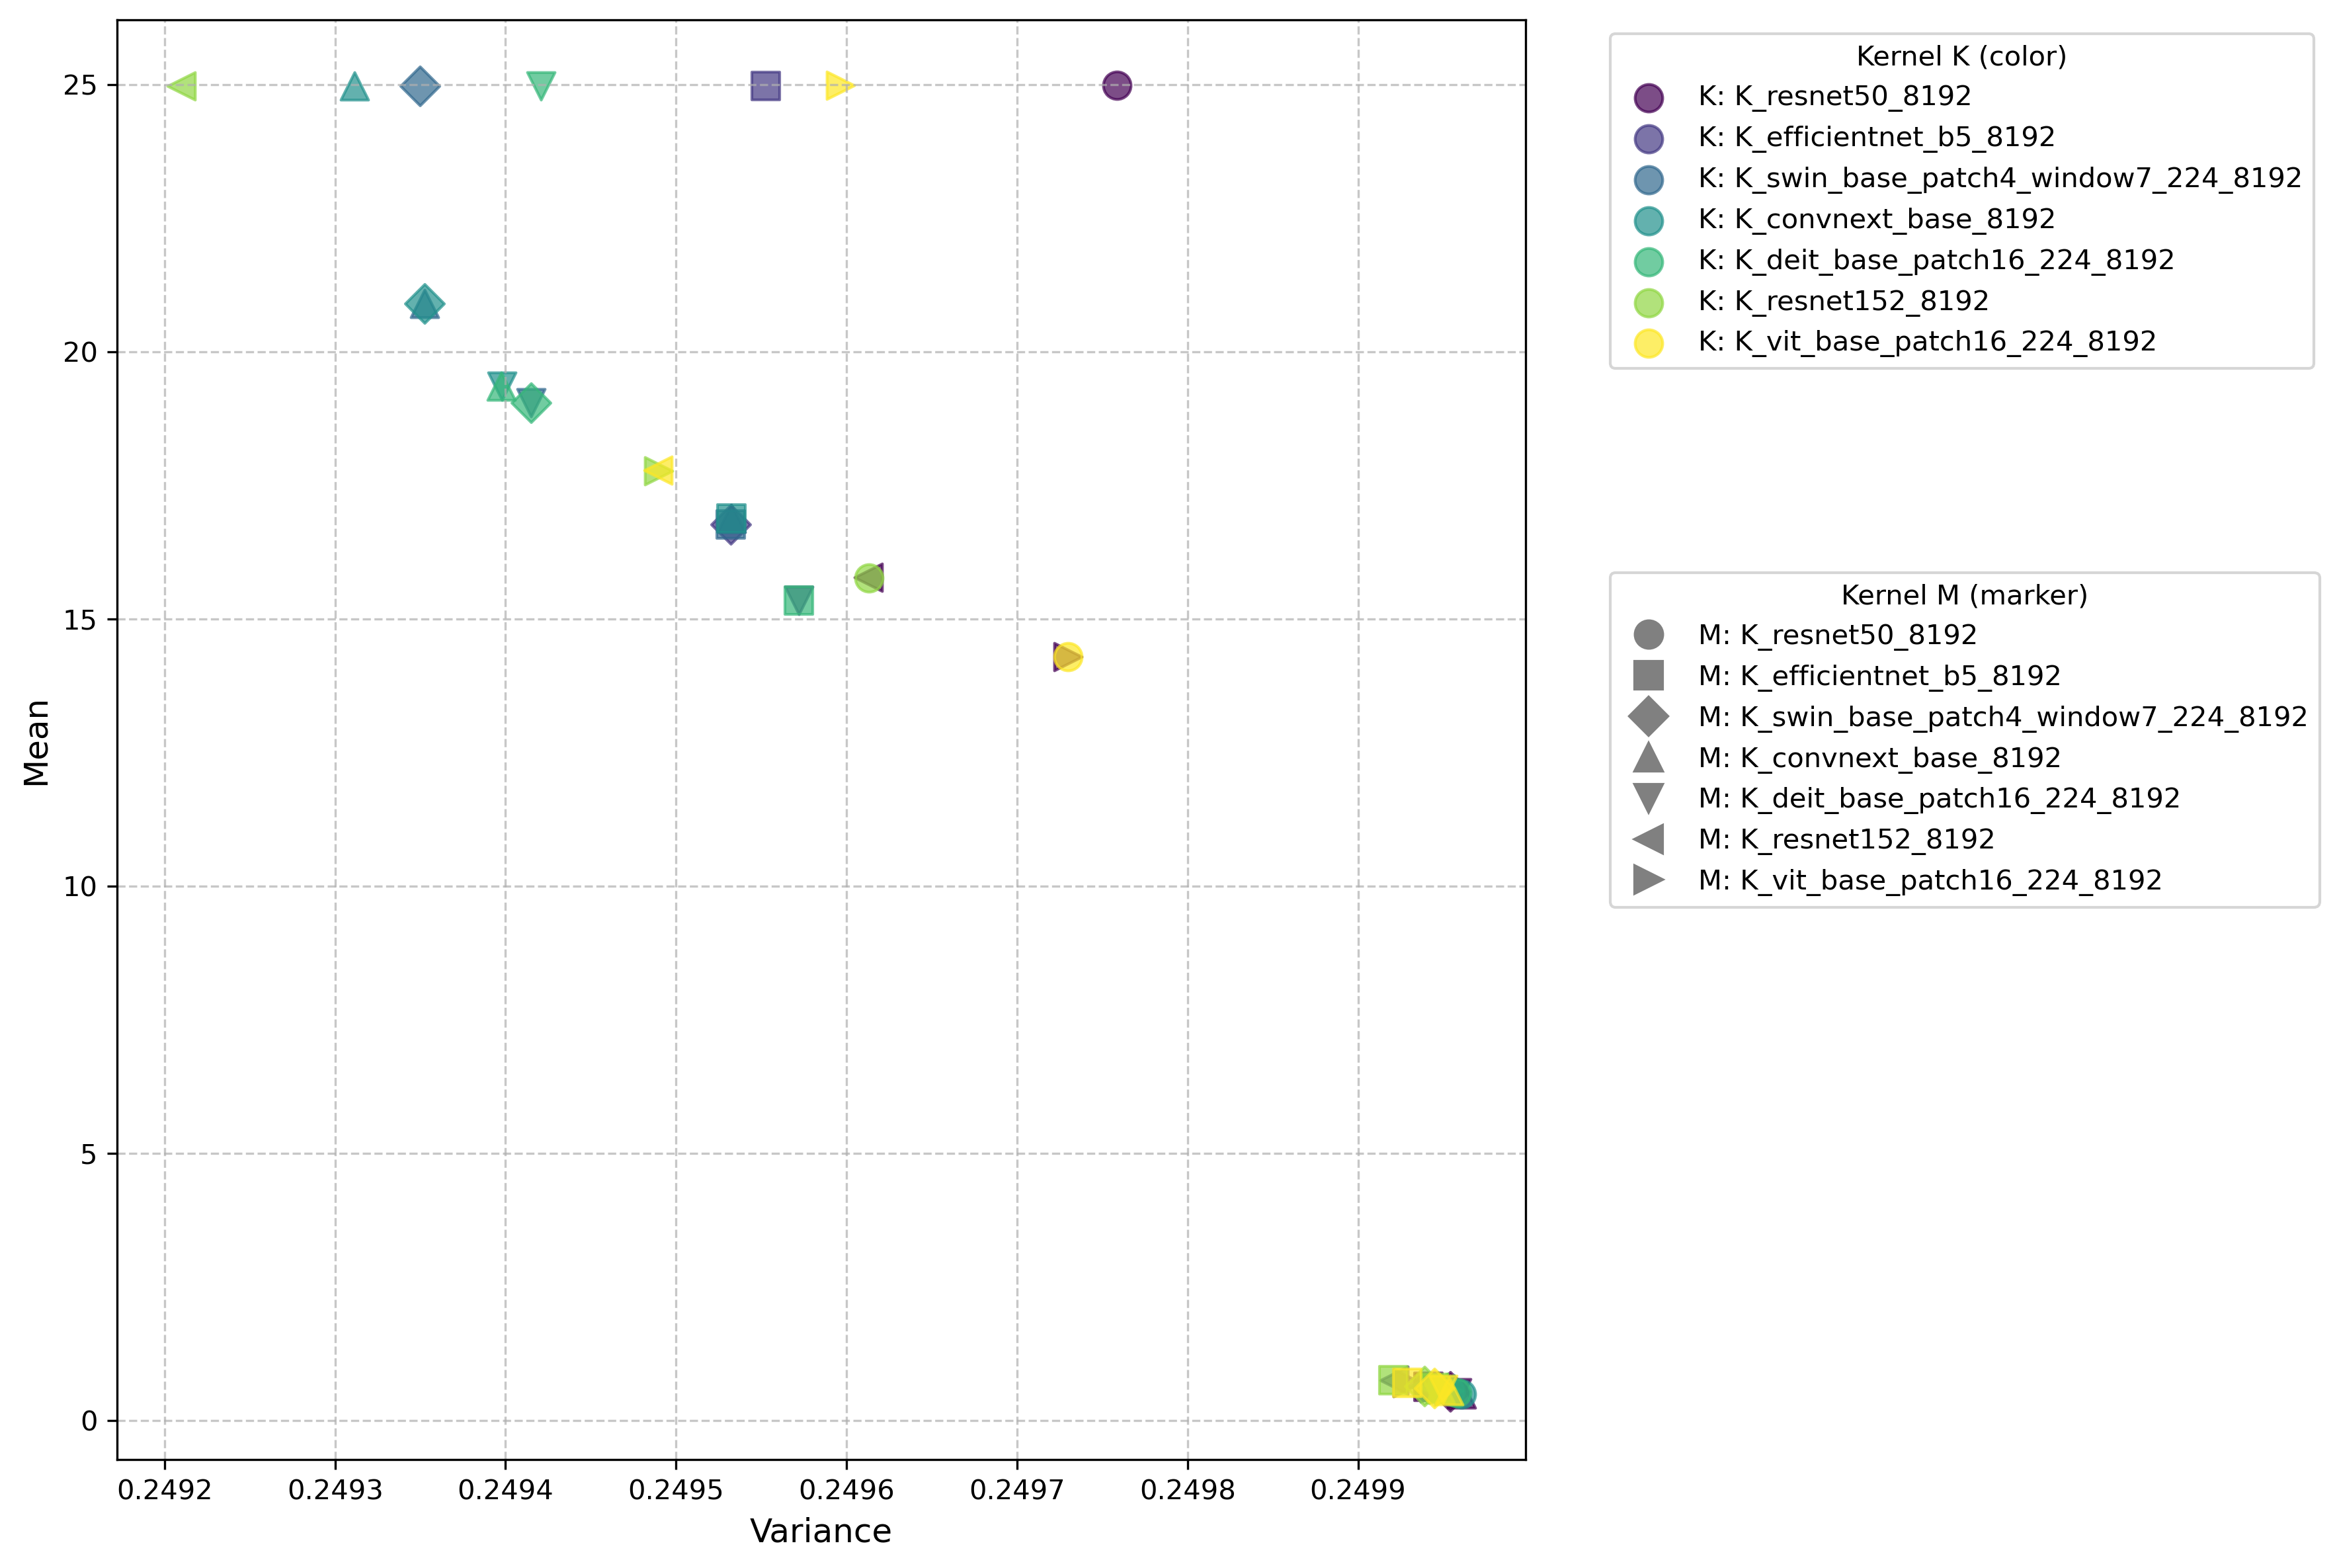 25
20
15
10
5
0
Mean
0.2492
0.2493
0.2494
0.2495
0.2496
0.2497
0.2498
0.2499
Variance
Kernel K (color)
K: K_resnet50_8192
K: K_efficientnet_b5_8192
K: K_swin_base_patch4_window7_224_8192
K: K_convnext_base_8192
K: K_deit_base_patch16_224_8192
K: K_resnet152_8192
K: K_vit_base_patch16_224_8192
Kernel M (marker)
M: K_resnet50_8192
M: K_efficientnet_b5_8192
M: K_swin_base_patch4_window7_224_8192
M: K_convnext_base_8192
M: K_deit_base_patch16_224_8192
M: K_resnet152_8192
M: K_vit_base_patch16_224_8192